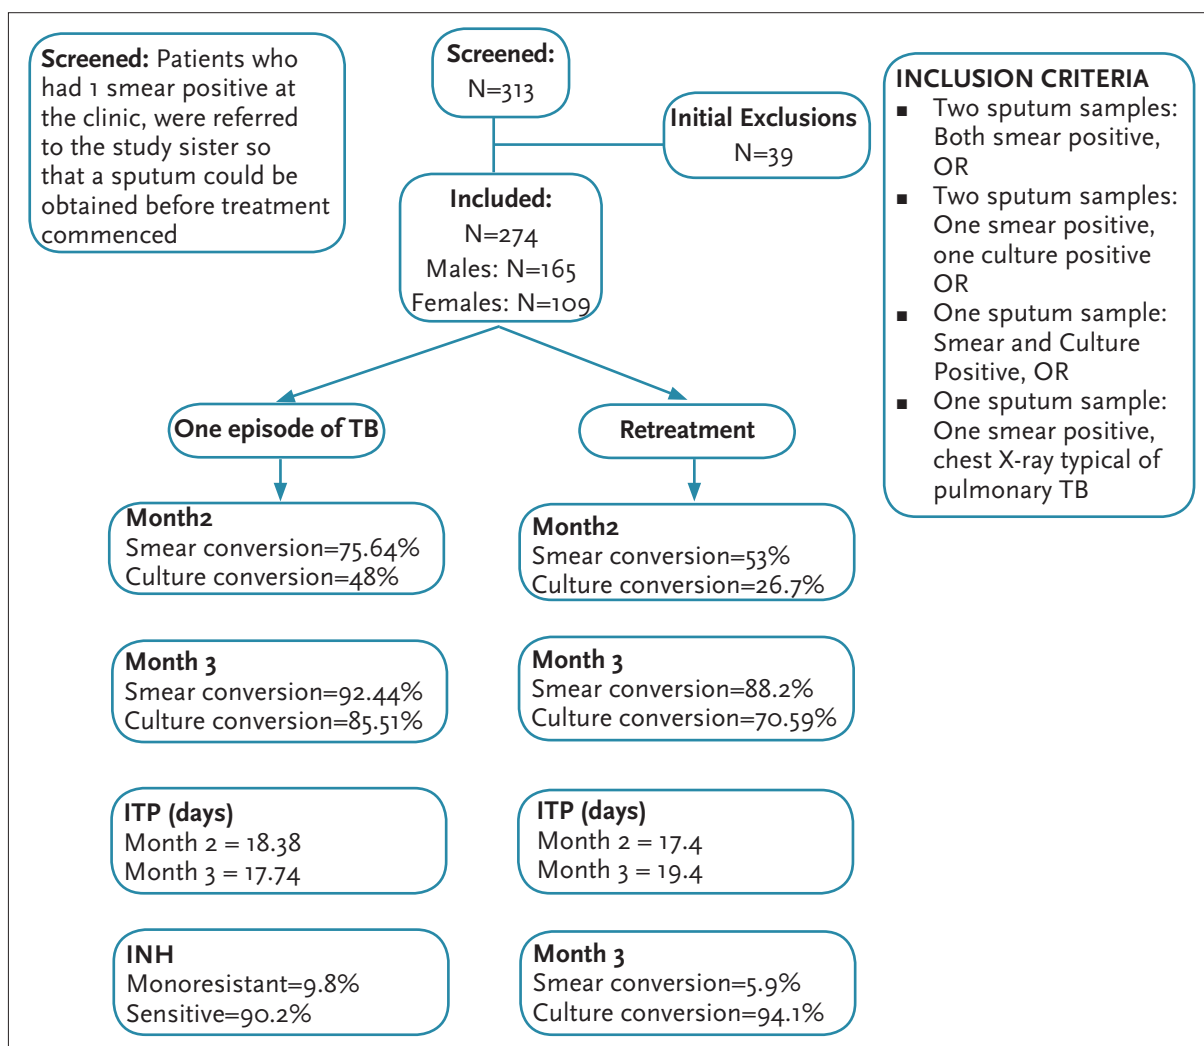 Screened: Patients who
had 1 smear positive at
the clinic, were referred
to the study sister so
that a sputum could be
obtained before treatment
commenced
Screened:
N=313
Initial Exclusions
N=39
Included:
N=274
Males: N=165
Females: N=109
INCLUSION CRITERIA
▪ Two sputum samples:
Both smear positive,
OR
▪ Two sputum samples:
One smear positive,
one culture positive
OR
▪ One sputum sample:
Smear and Culture
Positive, OR
▪ One sputum sample:
One smear positive,
chest X-ray typical of
pulmonary TB
One episode of TB
Month2
Smear conversion=75.64%
Culture conversion=48%
Month 3
Smear conversion=92.44%
Culture conversion=85.51%
ITP (days)
Month 2 = 18.38
Month 3 = 17.74
INH
Monoresistant=9.8%
Sensitive=90.2%
Retreatment
Month2
Smear conversion=53%
Culture conversion=26.7%
Month 3
Smear conversion=88.2%
Culture conversion=70.59%
ITP (days)
Month 2 = 17.4
Month 3 = 19.4
Month 3
Smear conversion=5.9%
Culture conversion=94.1%